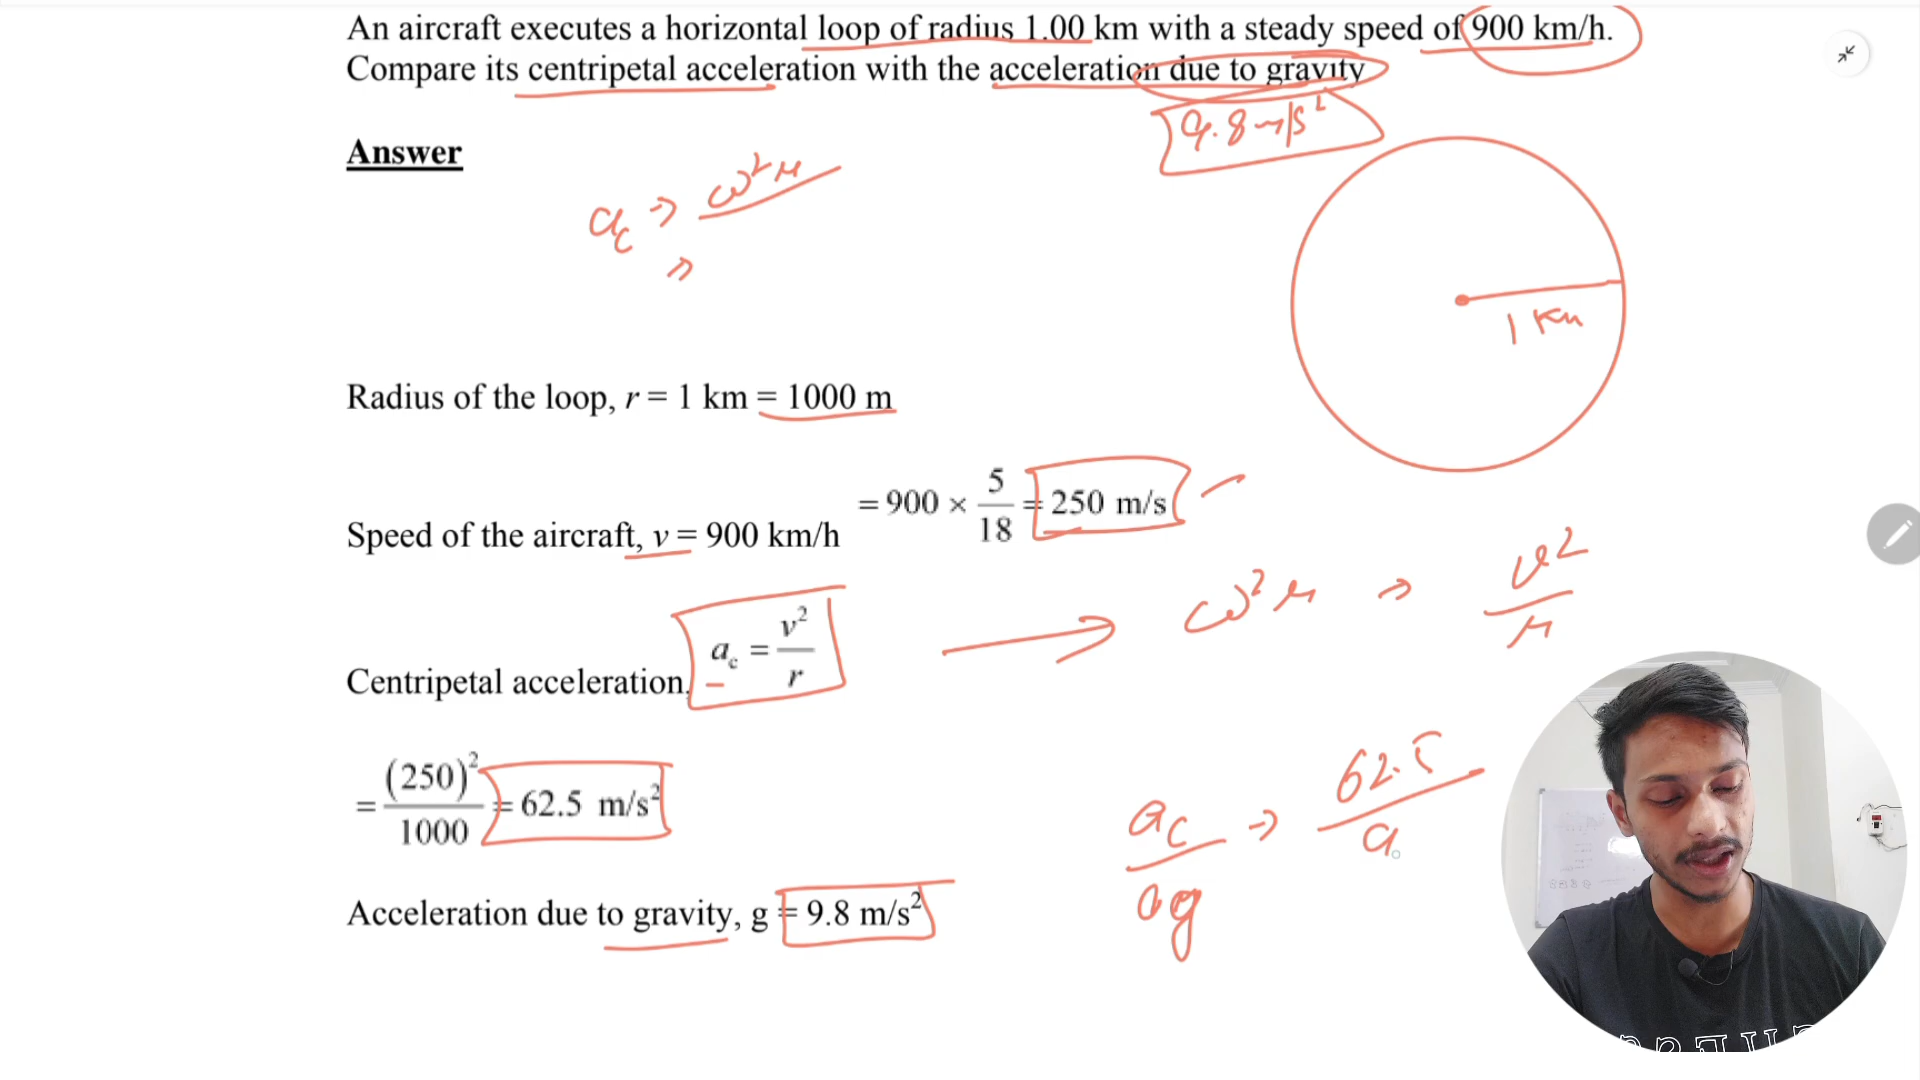 An aircraft executes a horizontal loop of radius 1.00 km with a steady speed of 900 km/h.
Compare its centripetal acceleration with the acceleration due to gravity
9.8 m/s²
Answer
a_c → ω²r
⇒
1 Km
Radius of the loop, r = 1 km = 1000 m
Speed of the aircraft, v = 900 km/h = 900 × 5/18 = 250 m/s
Centripetal acceleration, a_c = v²/r → ω²r ⇒ v²/r
= (250)²/1000 = 62.5 m/s²
a_c/a_g → 62.5/a
Acceleration due to gravity, g = 9.8 m/s²